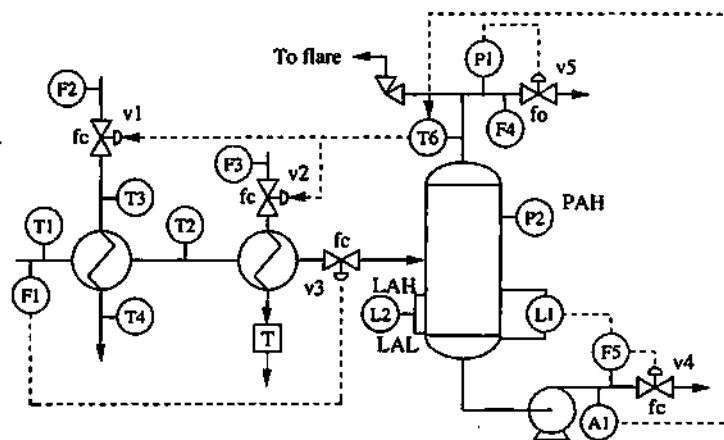 To flare
P1
v5
F2
v1
fc
T6
F4
fo
F3
v2
fc
T3
P2
PAH
T1
T2
fc
F1
v3
LAH
T4
L2
L1
LAL
T
F5
v4
fc
A1